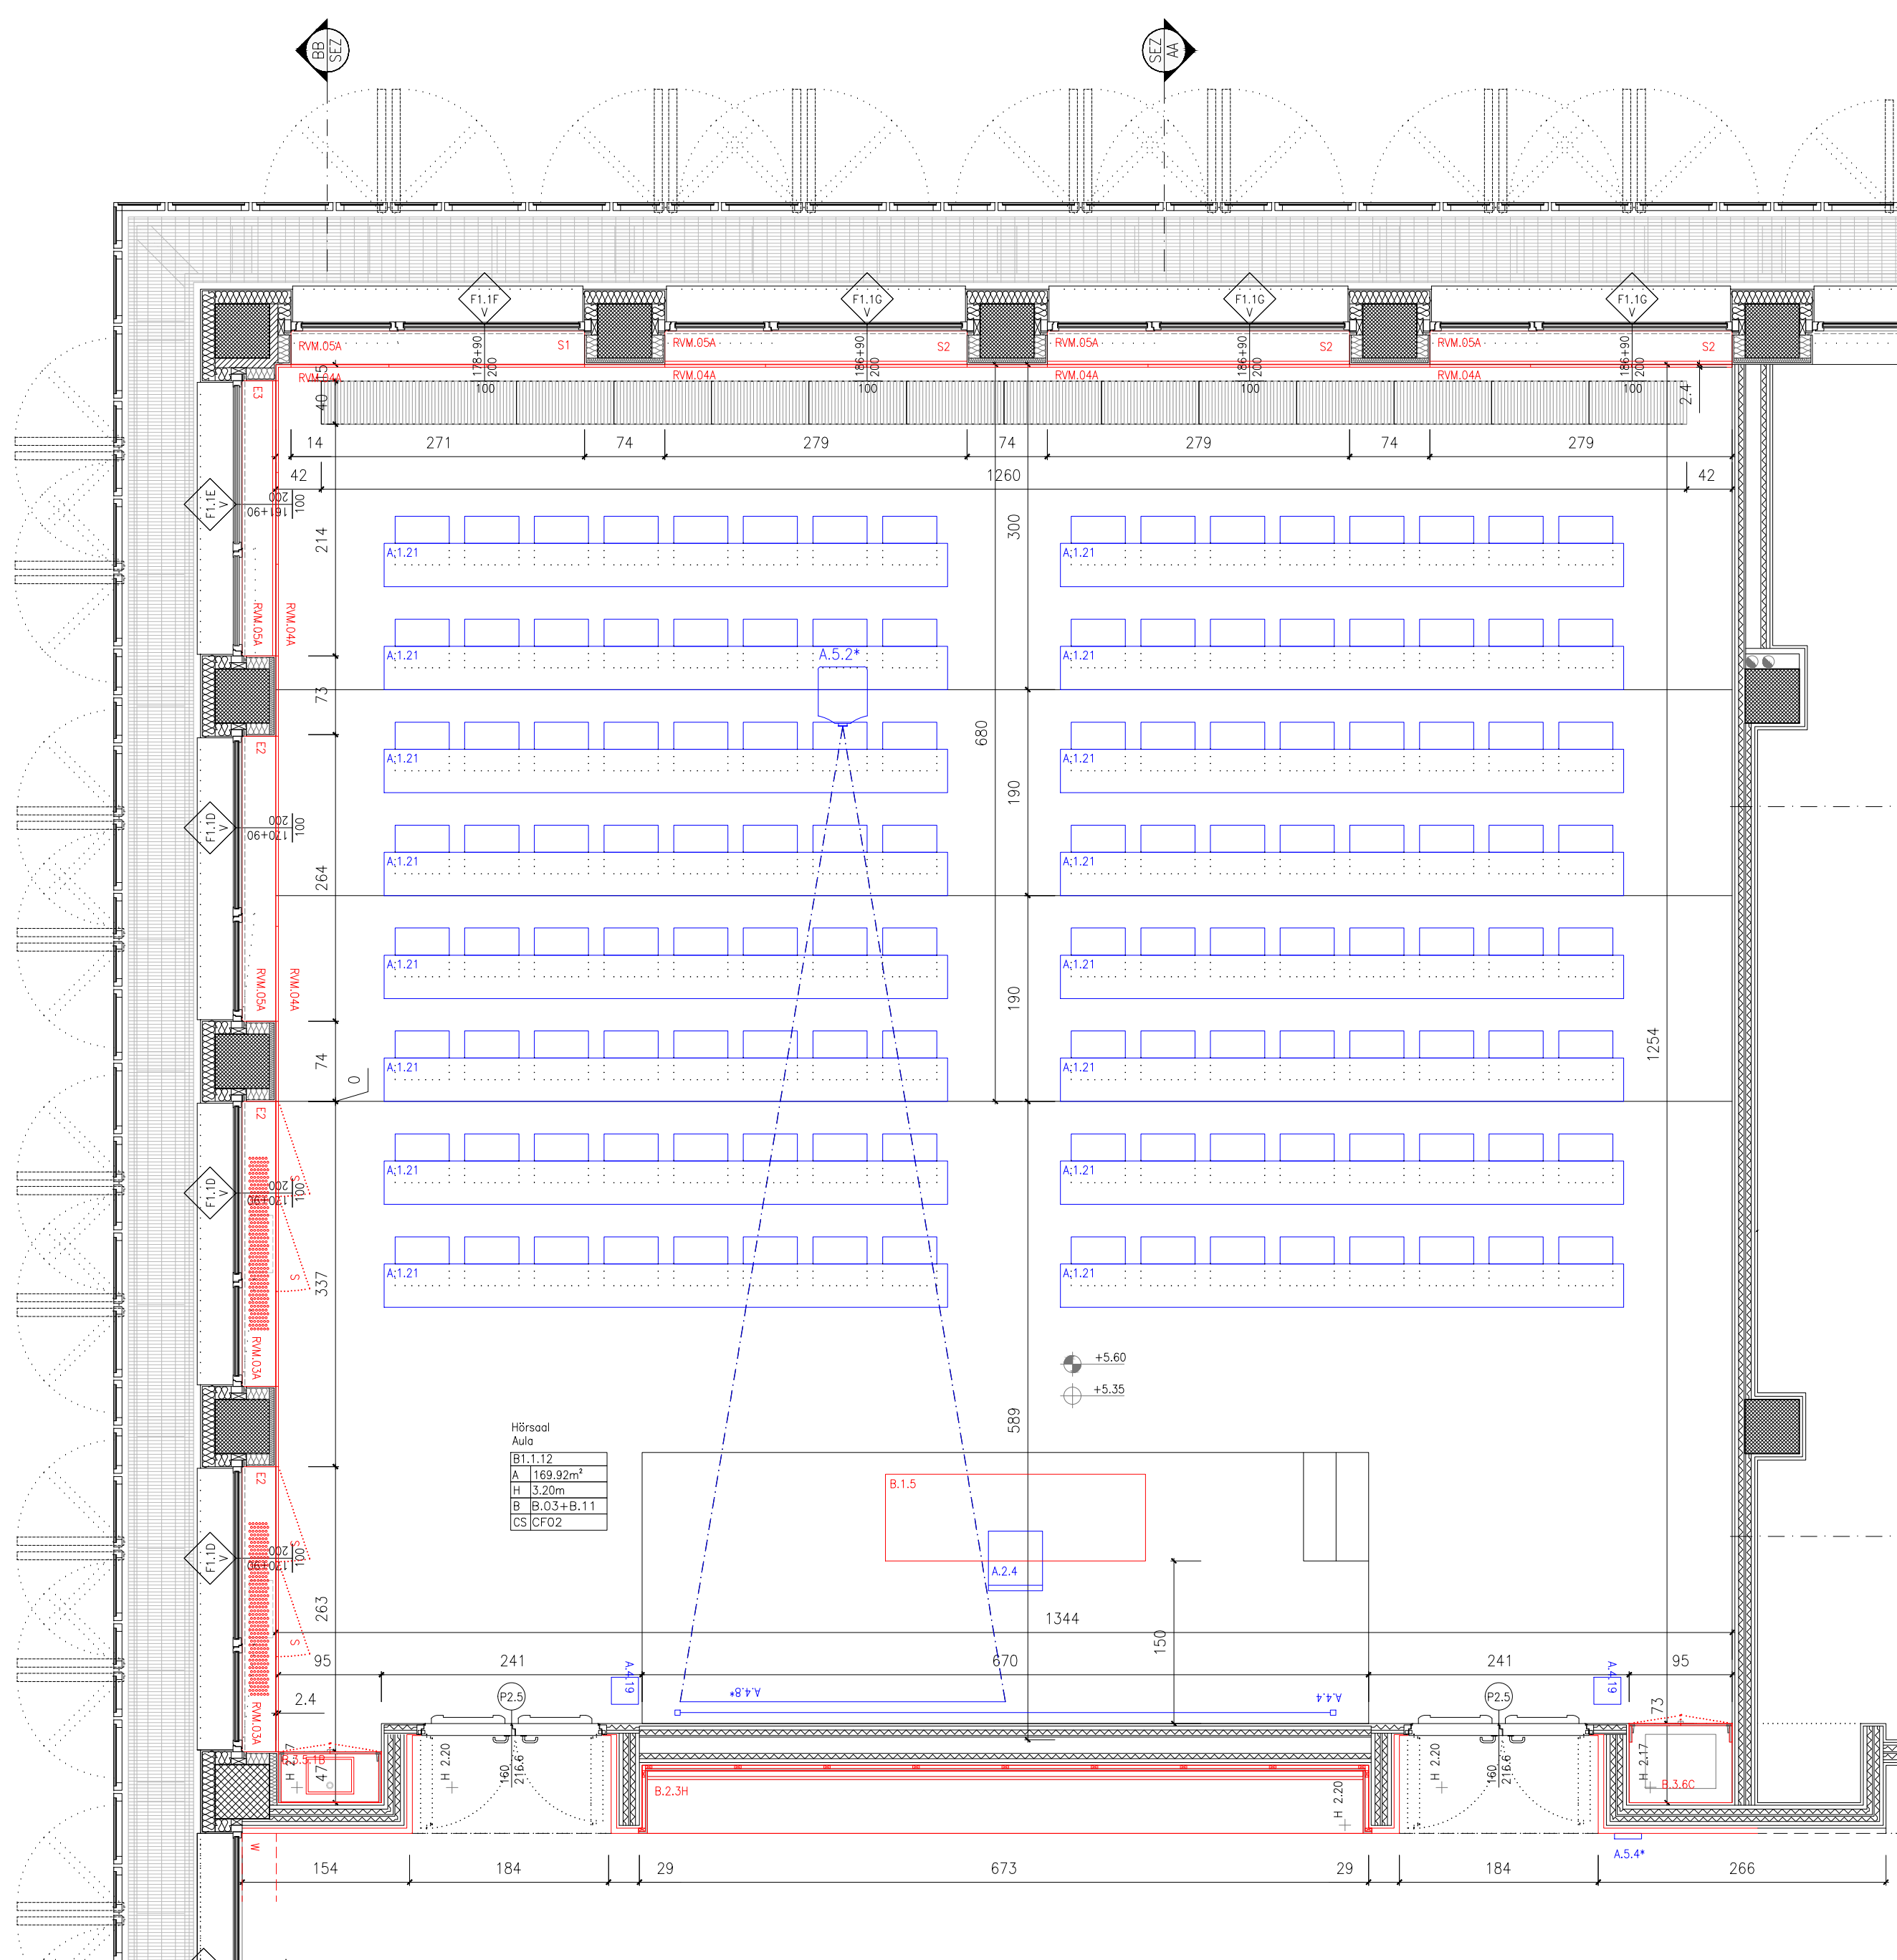 BB
SEZ
SEZ
AA
F1.1F
V
F1.1G
V
F1.1G
V
F1.1G
V
RVM.05A
S1
RVM.05A
S2
RVM.05A
S2
RVM.05A
S2
178+90
200
186+90
200
186+90
200
186+90
200
RVM.04A
RVM.04A
RVM.04A
RVM.04A
100
100
100
100
E3
15
40
2.4
14
271
74
279
74
279
74
279
42
1260
42
F1.1E
V
161+90
200
100
214
300
A.1.21
A.1.21
RVM.05A
RVM.04A
A.1.21
A.1.21
A.5.2*
73
680
E2
A.1.21
A.1.21
190
F1.1D
V
170+90
200
100
264
A.1.21
A.1.21
RVM.05A
RVM.04A
A.1.21
A.1.21
190
74
0
1254
A.1.21
A.1.21
E2
F1.1D
V
170+90
200
100
S
A.1.21
A.1.21
337
S
A.1.21
A.1.21
RVM.03A
+5.60
+5.35
589
Hörsaal
Aula
B1.1.12
A 169.92m²
H 3.20m
B B.03+B.11
CS CF02
E2
B.1.5
A.2.4
F1.1D
V
170+90
200
100
S
263
S
1344
150
95
241
670
241
95
A.4.19
A.4.19
A.4.8*
A.4.4
2.4
RVM.03A
P2.5
P2.5
73
B.3.5.1B
H 2.17
47
H 2.20
160
216.6
B.2.3H
H 2.20
H 2.20
160
216.6
H 2.17
B.3.6C
W
A.5.4*
154
184
29
673
29
184
266